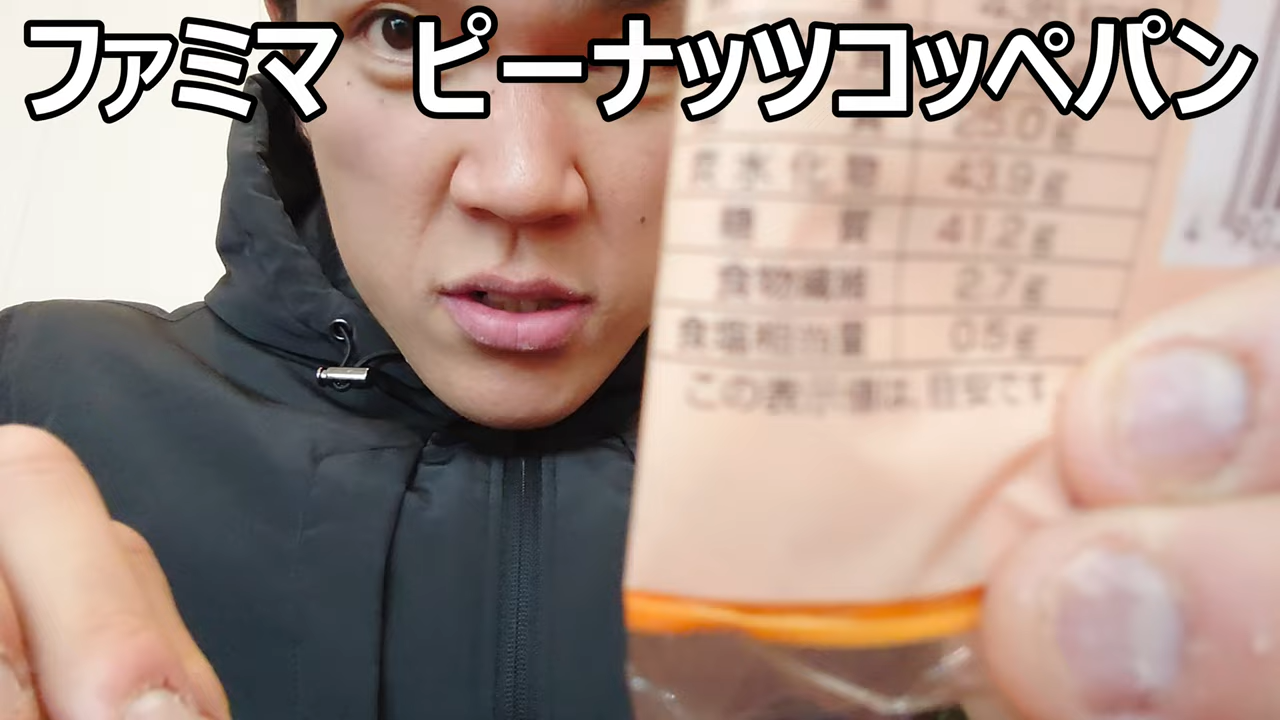 ファミマ ピーナッツコッペパン
25.0g
炭水化物 43.9g
糖質 41.2g
食物繊維 2.7g
食塩相当量 0.5g
この表示値は、目安です